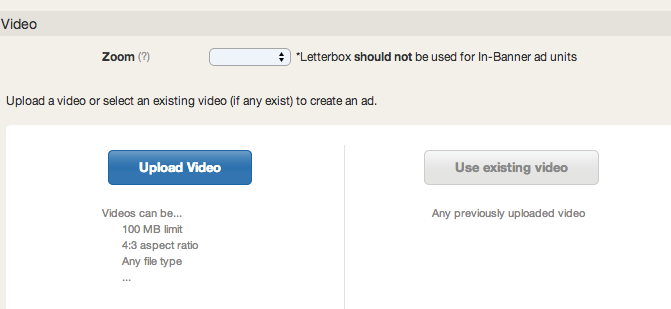 Video
Zoom (?) *Letterbox should not be used for In-Banner ad units
Upload a video or select an existing video (if any exist) to create an ad.
Upload Video
Videos can be...
100 MB limit
4:3 aspect ratio
Any file type
...
Use existing video
Any previously uploaded video